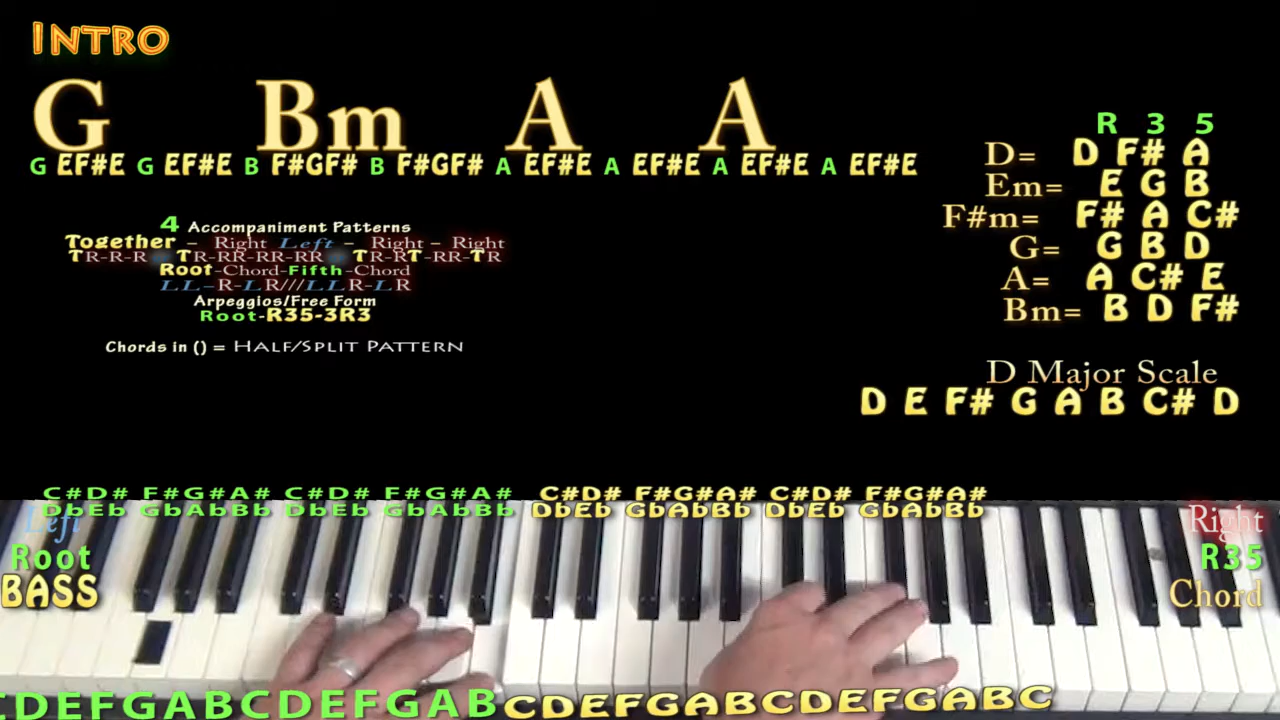 INTRO
G Bm A A
G EF#E G EF#E B F#GF# B F#GF# A EF#E A EF#E A EF#E A EF#E
R 3 5
D= D F# A
Em= E G B
F#m= F# A C#
G= G B D
A= A C# E
Bm= B D F#
4 Accompaniment Patterns
Together - Right Left - Right - Right
TR-R-R TR-RR-RR-RR TR-RT-RR-TR
Root-Chord-Fifth-Chord
LL-R-LR///LLR-LR
Arpeggios/Free Form
Root-R35-3R3
Chords in () = HALF/SPLIT PATTERN
D Major Scale
D E F# G A B C# D
C#D# F#G#A# C#D# F#G#A# C#D# F#G#A# C#D# F#G#A#
DbEb GbAbBb DbEb GbAbBb DbEb GbAbBb DbEb GbAbBb
Left Right
Root R35
BASS Chord
CDEFGABCDEFGAB CDEFGABCDEFGABC